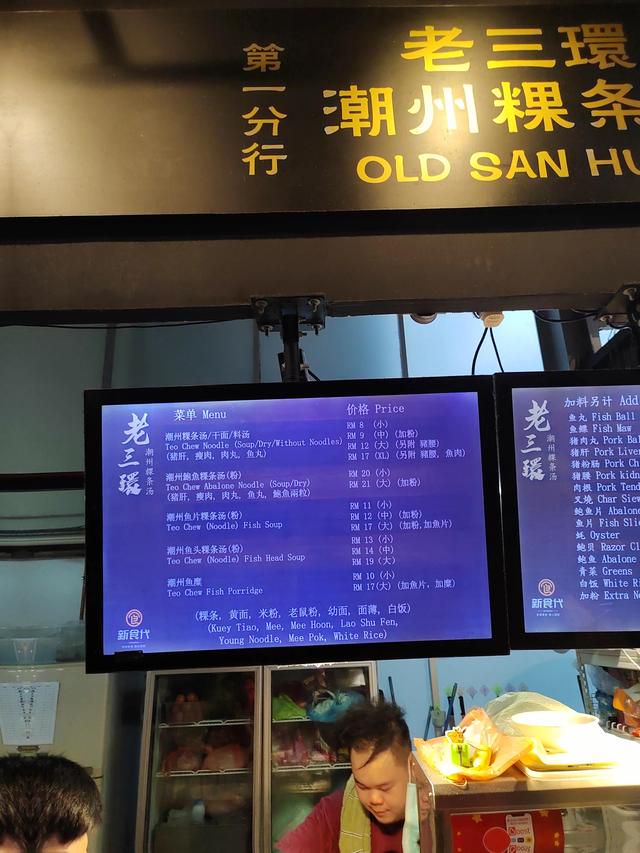 第一分行
老三環
潮州粿条
OLD SAN HU
老三環
潮州粿条汤
新食代
菜单 Menu
价格 Price
潮州粿条汤/干面/料汤
Teo Chew Noodle (Soup/Dry/Without Noodles)
(猪肝, 瘦肉, 肉丸, 鱼丸)
RM 8 (小)
RM 9 (中) (加粉)
RM 12 (大) (另附 猪腰)
RM 17 (XL) (另附 猪腰, 鱼肉)
潮州鲍鱼粿条汤(粉)
Teo Chew Abalone Noodle (Soup/Dry)
(猪肝, 瘦肉, 肉丸, 鱼丸, 鲍鱼兩粒)
RM 20 (小)
RM 21 (大) (加粉)
潮州鱼片粿条汤(粉)
Teo Chew (Noodle) Fish Soup
RM 11 (小)
RM 12 (中) (加粉)
RM 17 (大) (加粉,加鱼片)
潮州鱼头粿条汤(粉)
Teo Chew (Noodle) Fish Head Soup
RM 13 (小)
RM 14 (中)
RM 19 (大)
潮州鱼糜
Teo Chew Fish Porridge
RM 10 (小)
RM 17(大) (加鱼片, 加糜)
(粿条, 黄面, 米粉, 老鼠粉, 幼面, 面薄, 白饭)
(Kuey Tiao, Mee, Mee Hoon, Lao Shu Fen,
Young Noodle, Mee Pok, White Rice)
老三環
潮州粿条汤
新食代
加料另计 Add
鱼丸 Fish Ball
鱼鳔 Fish Maw
猪肉丸 Pork Ba
猪肝 Pork Liver
猪粉肠 Pork Ch
猪腰 Pork kidn
肉根 Pork Tend
叉烧 Char Siew
鲍鱼片 Abalon
鱼片 Fish Slic
蚝 Oyster
鲍贝 Razor Cl
鲍鱼 Abalone
青菜 Greens
白饭 White Ri
加粉 Extra Ne